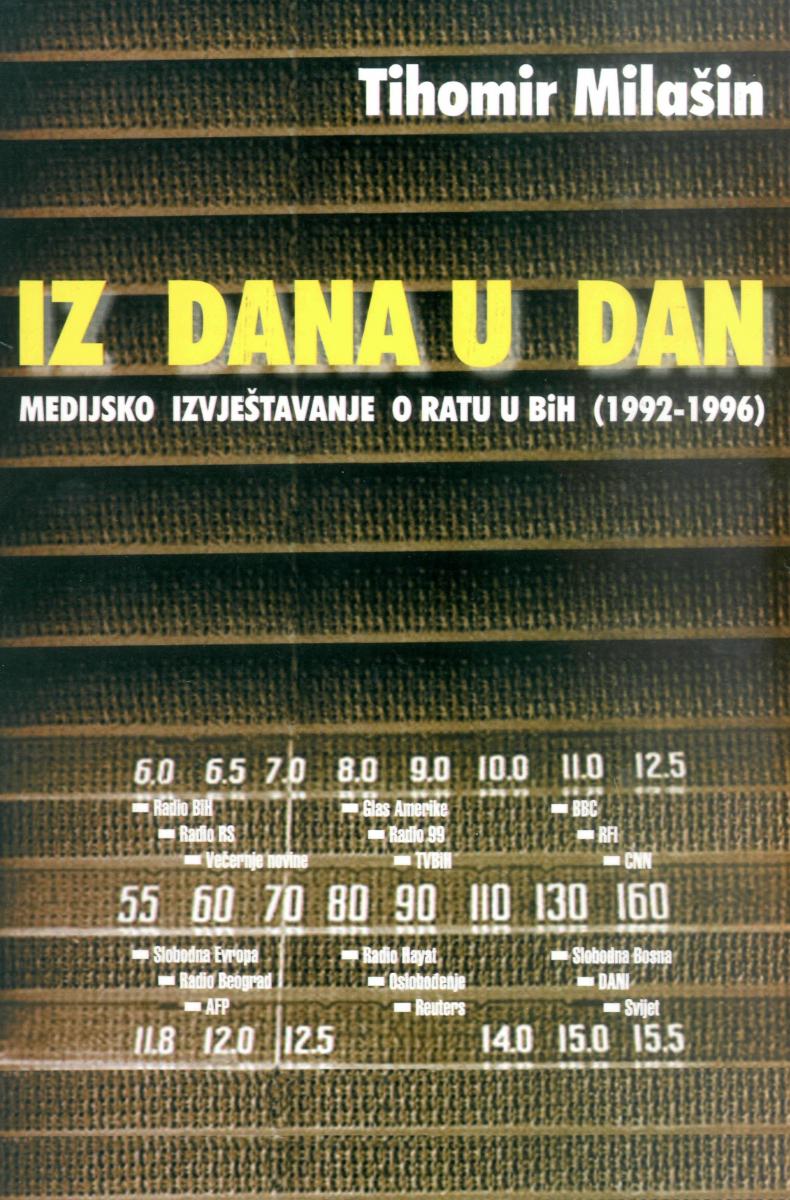 Tihomir Milašin
IZ DANA U DAN
MEDIJSKO IZVJEŠTAVANJE O RATU U BiH (1992-1996)
6.0 6.5 7.0 8.0 9.0 10.0 11.0 12.5
Radio BiH Glas Amerike BBC
Radio RS Radio 99 RFI
Večernje novine TVBiH CNN
55 60 70 80 90 110 130 160
Slobodna Evropa Radio Hayat Slobodna Bosna
Radio Beograd Oslobođenje DANI
AFP Reuters Svijet
11.8 12.0 12.5 14.0 15.0 15.5